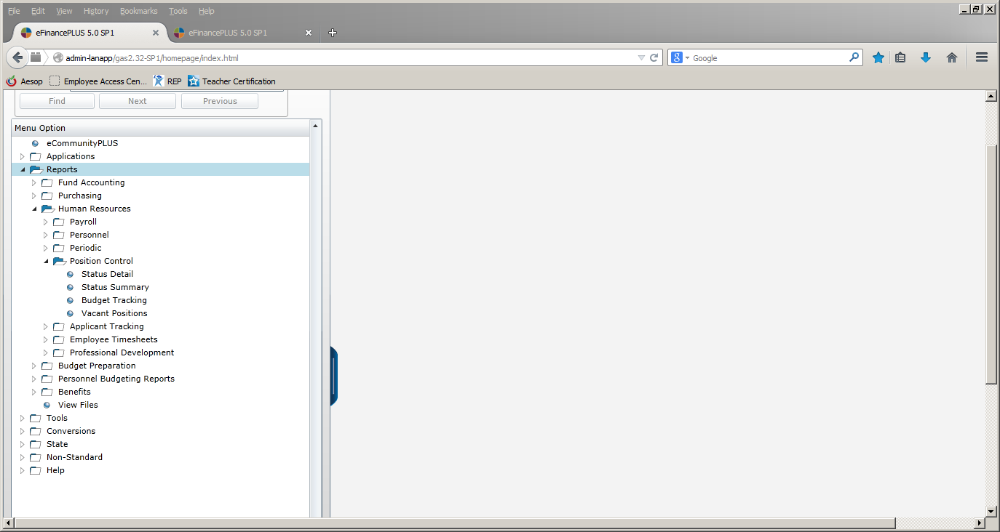 File Edit View History Bookmarks Tools Help
eFinancePLUS 5.0 SP1 eFinancePLUS 5.0 SP1
admin-lanapp/gas2.32-SP1/homepage/index.html 8 Google
Aesop Employee Access Cen... REP Teacher Certification
Find Next Previous
Menu Option
eCommunityPLUS
Applications
Reports
Fund Accounting
Purchasing
Human Resources
Payroll
Personnel
Periodic
Position Control
Status Detail
Status Summary
Budget Tracking
Vacant Positions
Applicant Tracking
Employee Timesheets
Professional Development
Budget Preparation
Personnel Budgeting Reports
Benefits
View Files
Tools
Conversions
State
Non-Standard
Help